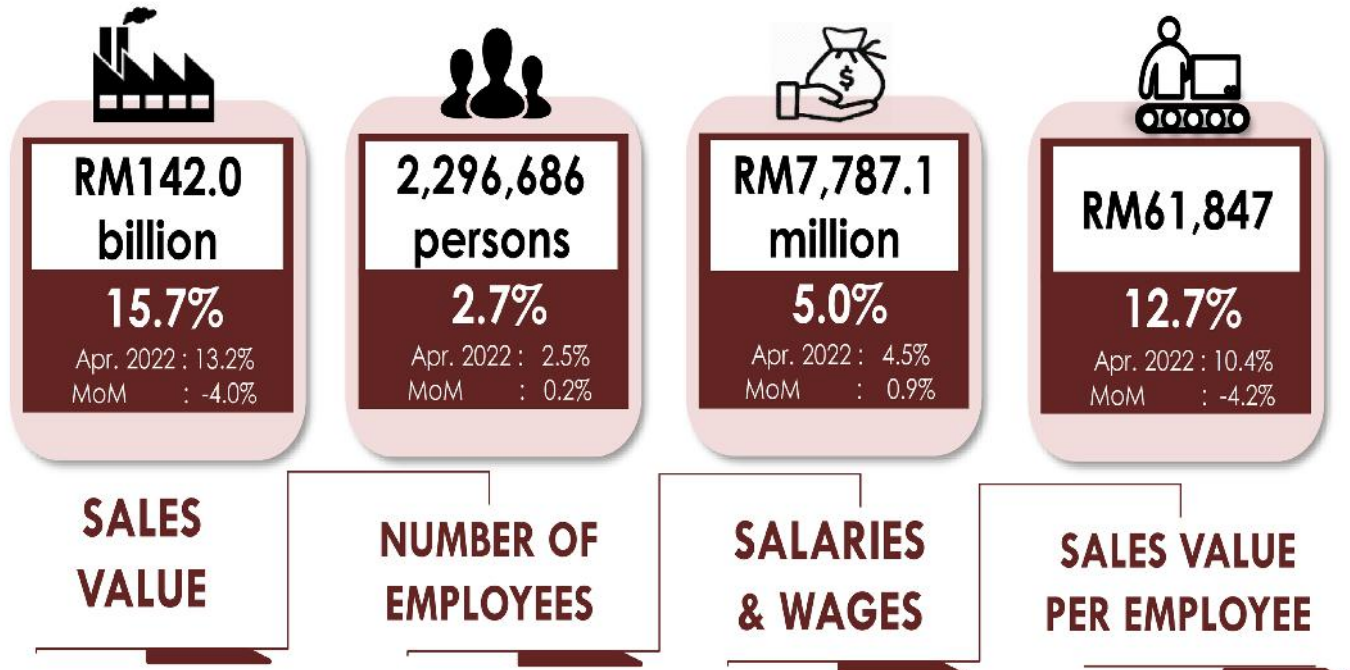 RM142.0
billion
15.7%
Apr. 2022 : 13.2%
MoM : -4.0%
SALES
VALUE
2,296,686
persons
2.7%
Apr. 2022 : 2.5%
MoM : 0.2%
NUMBER OF
EMPLOYEES
$
RM7,787.1
million
5.0%
Apr. 2022 : 4.5%
MoM : 0.9%
SALARIES
& WAGES
RM61,847
12.7%
Apr. 2022 : 10.4%
MoM : -4.2%
SALES VALUE
PER EMPLOYEE